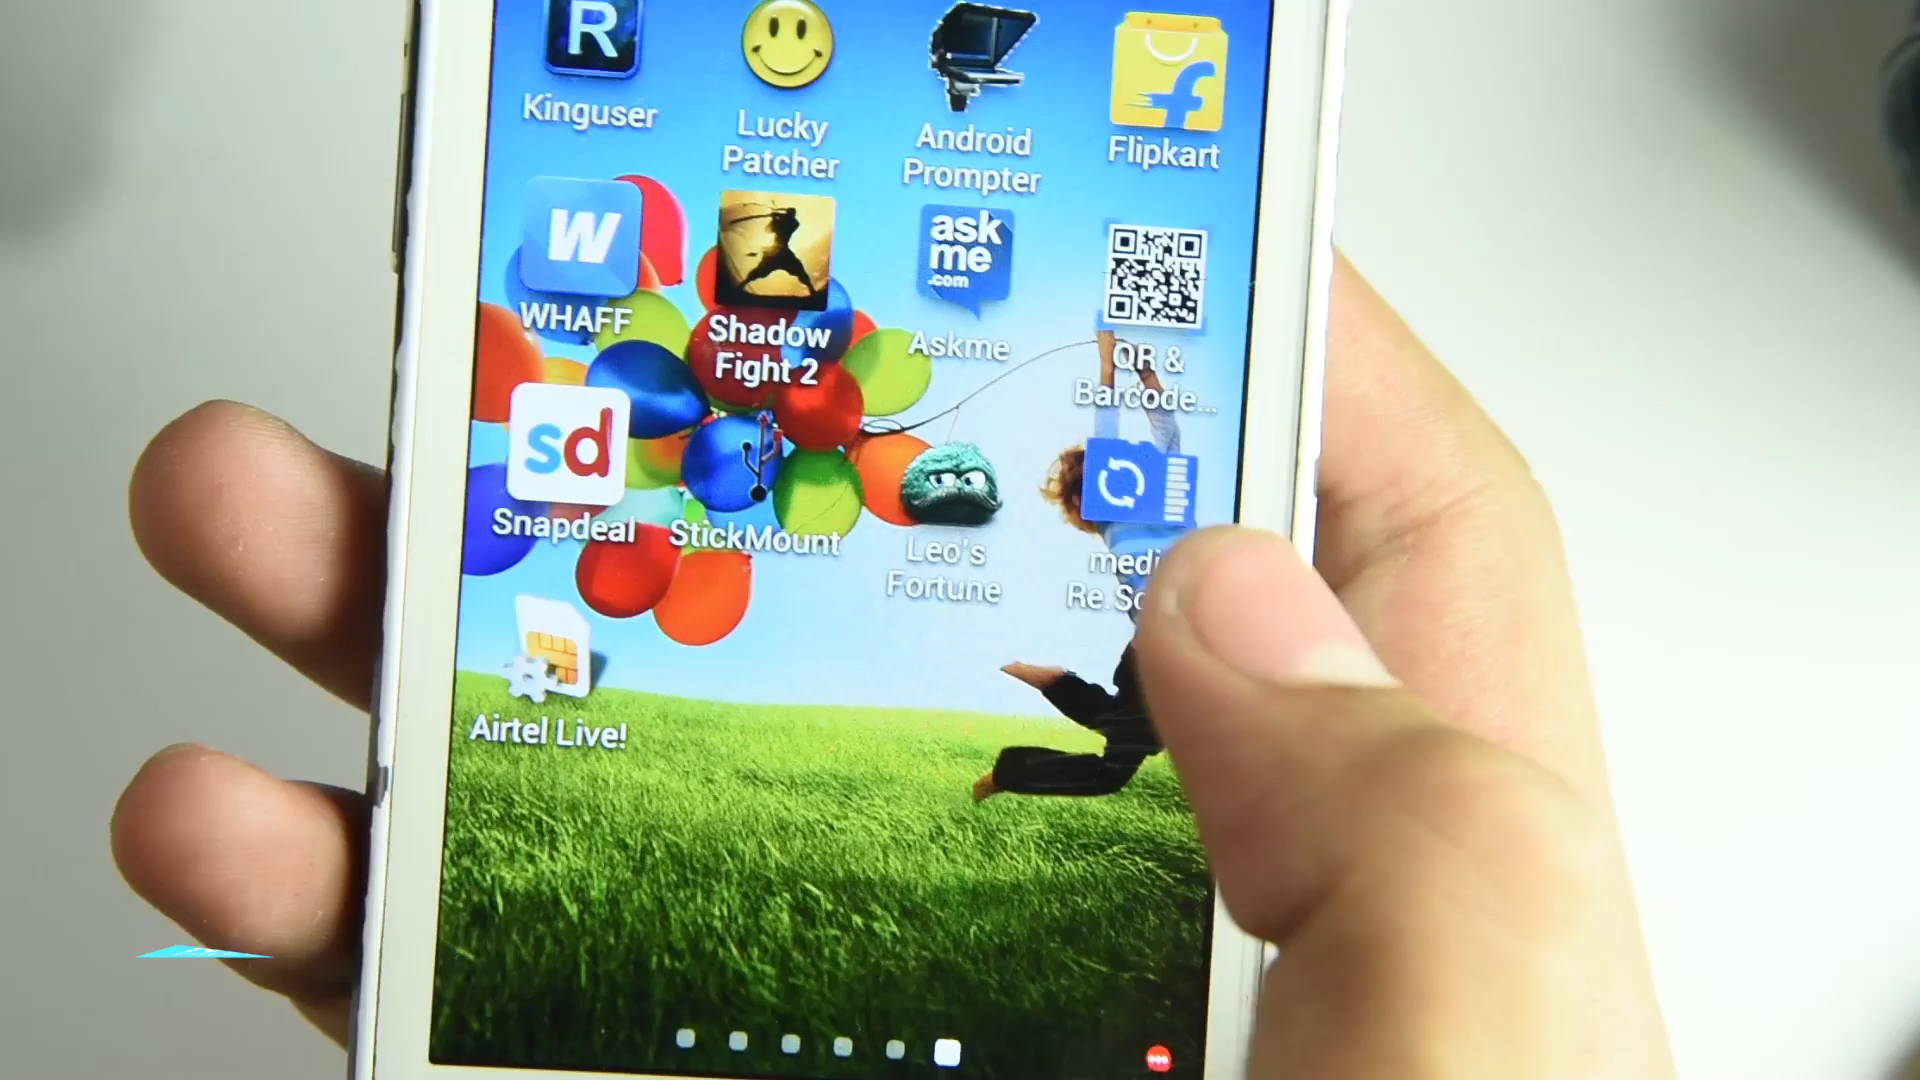 R
Kinguser
Lucky
Patcher
Android
Prompter
f
Flipkart
W
WHAFF
Shadow
Fight 2
ask
me
.com
Askme
QR &
Barcode...
sd
Snapdeal
StickMount
Leo's
Fortune
Airtel Live!